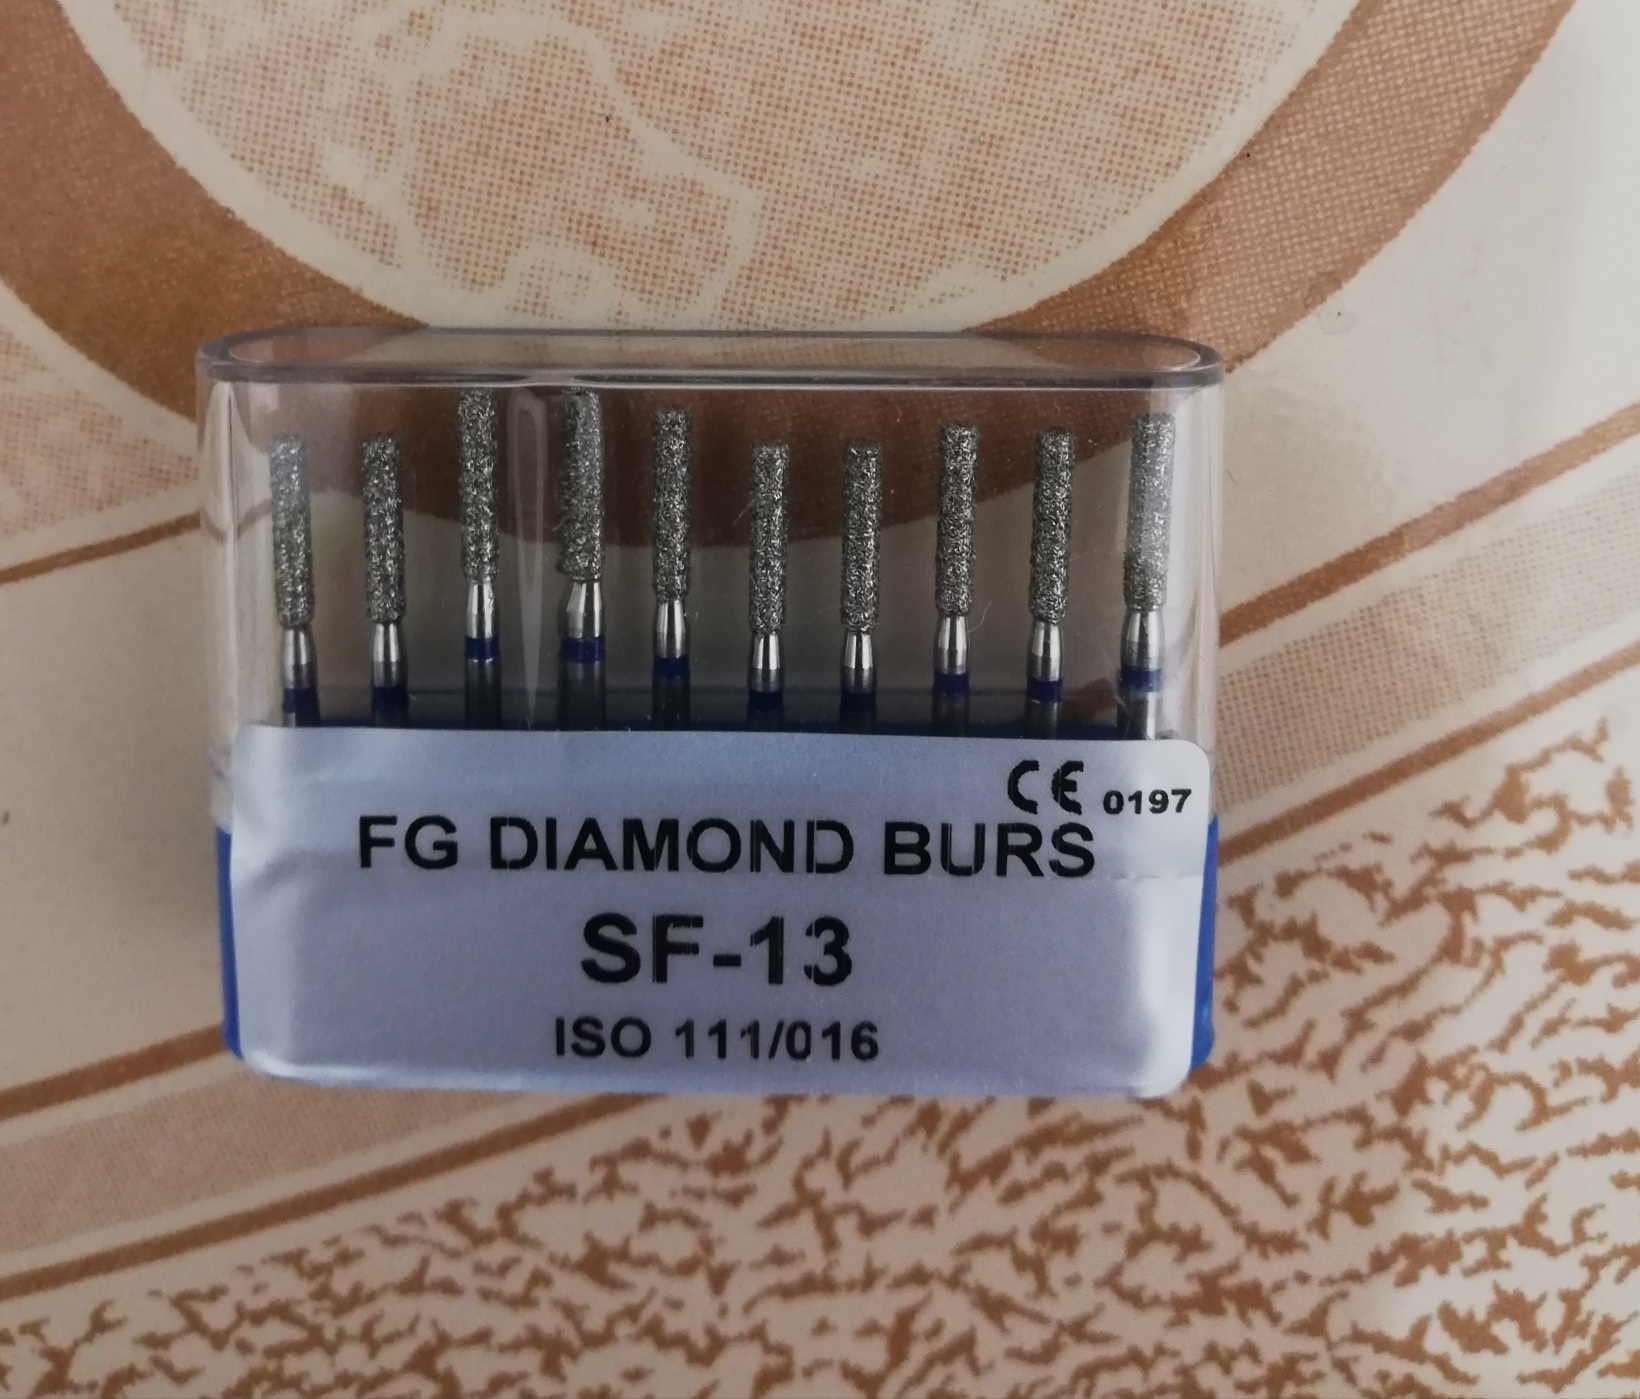 CE 0197
FG DIAMOND BURS
SF-13
ISO 111/016